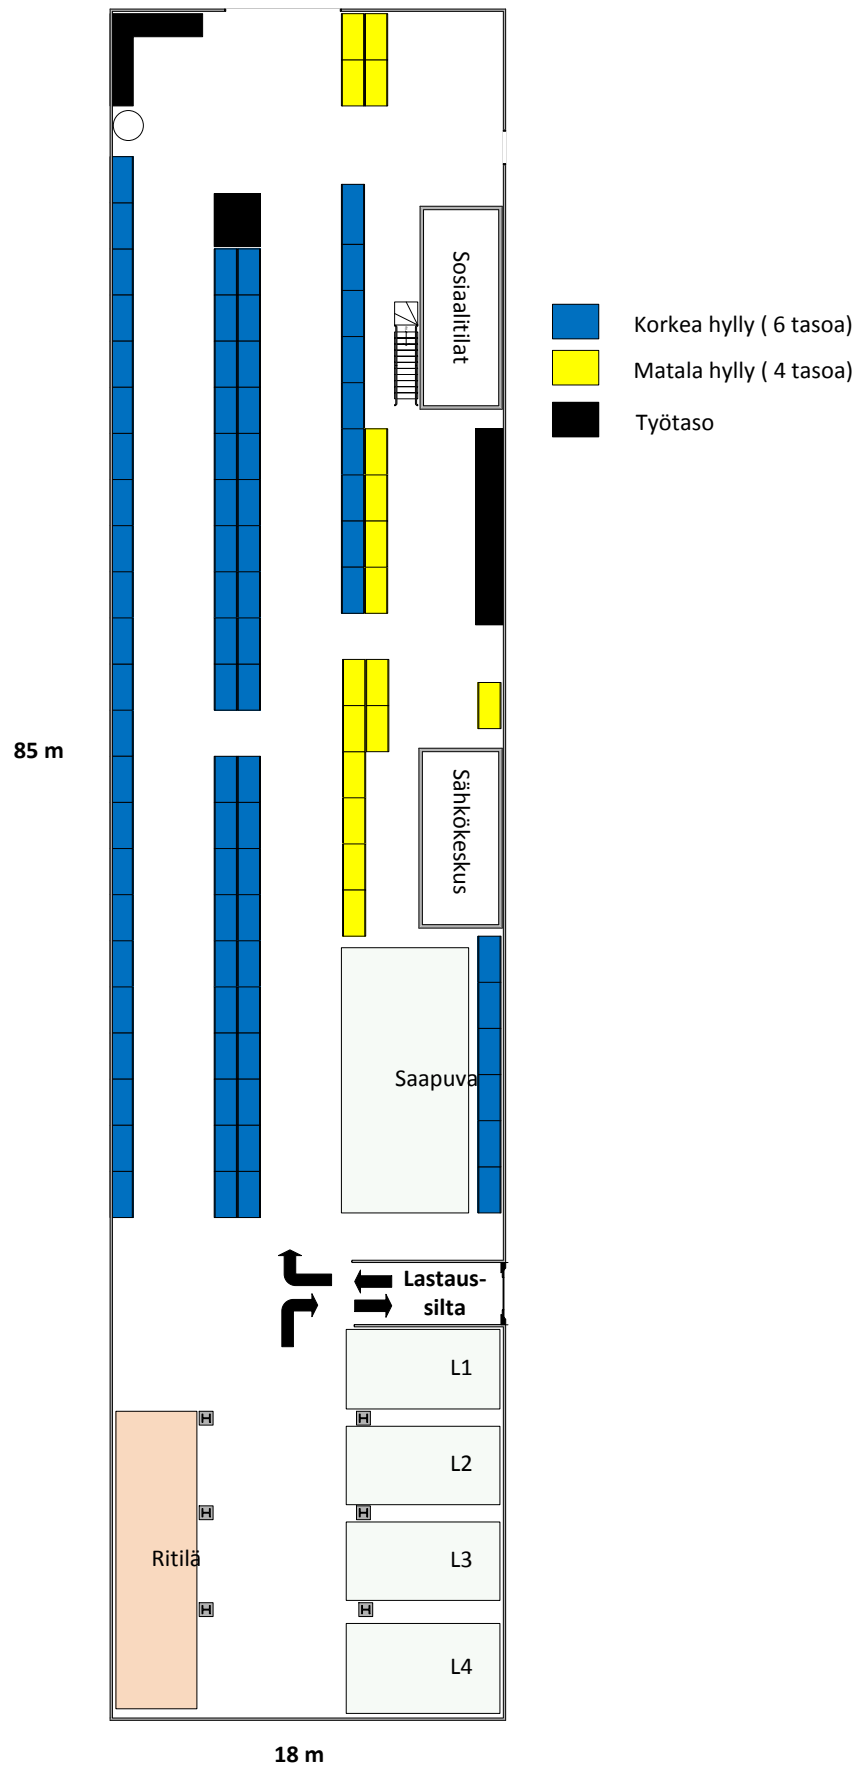 Sosiaalitilat
Korkea hylly ( 6 tasoa)
Matala hylly ( 4 tasoa)
Työtaso
85 m
Sähkökeskus
Saapuva
Lastaus-
silta
L1
H
H
L2
H
H
L3
Ritilä
H
H
L4
18 m